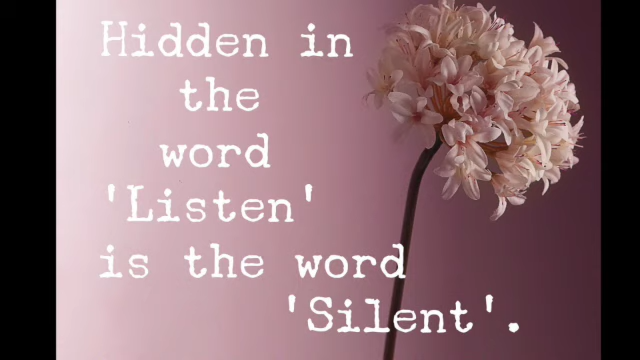 Hidden in
the
word
'Listen'
is the word
'Silent'.